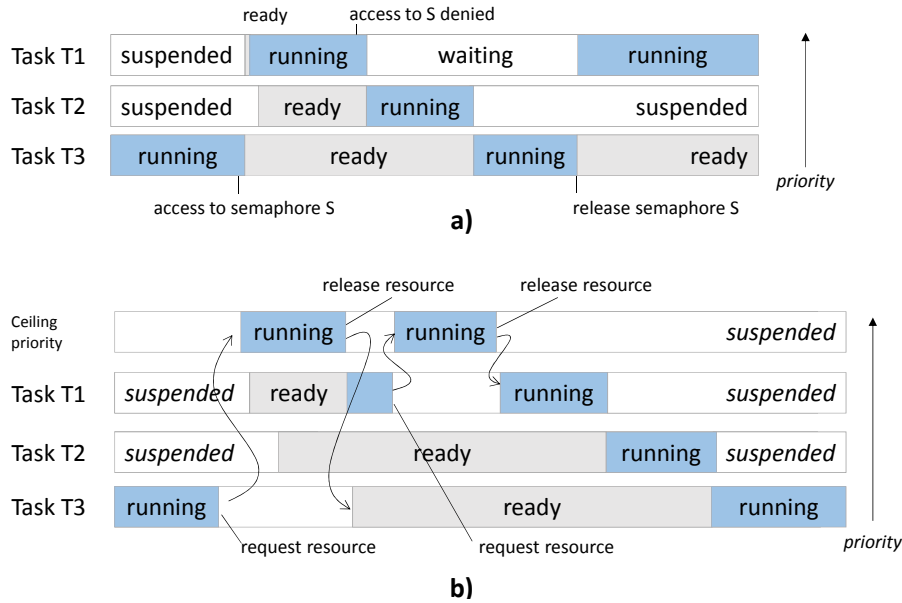 ready
access to S denied
Task T1 suspended running waiting running
Task T2 suspended ready running suspended
Task T3 running ready running ready
priority
access to semaphore S
release semaphore S
a)
release resource
release resource
Ceiling
priority
running running suspended
Task T1 suspended ready running suspended
Task T2 suspended ready running suspended
Task T3 running ready running
request resource
request resource
priority
b)